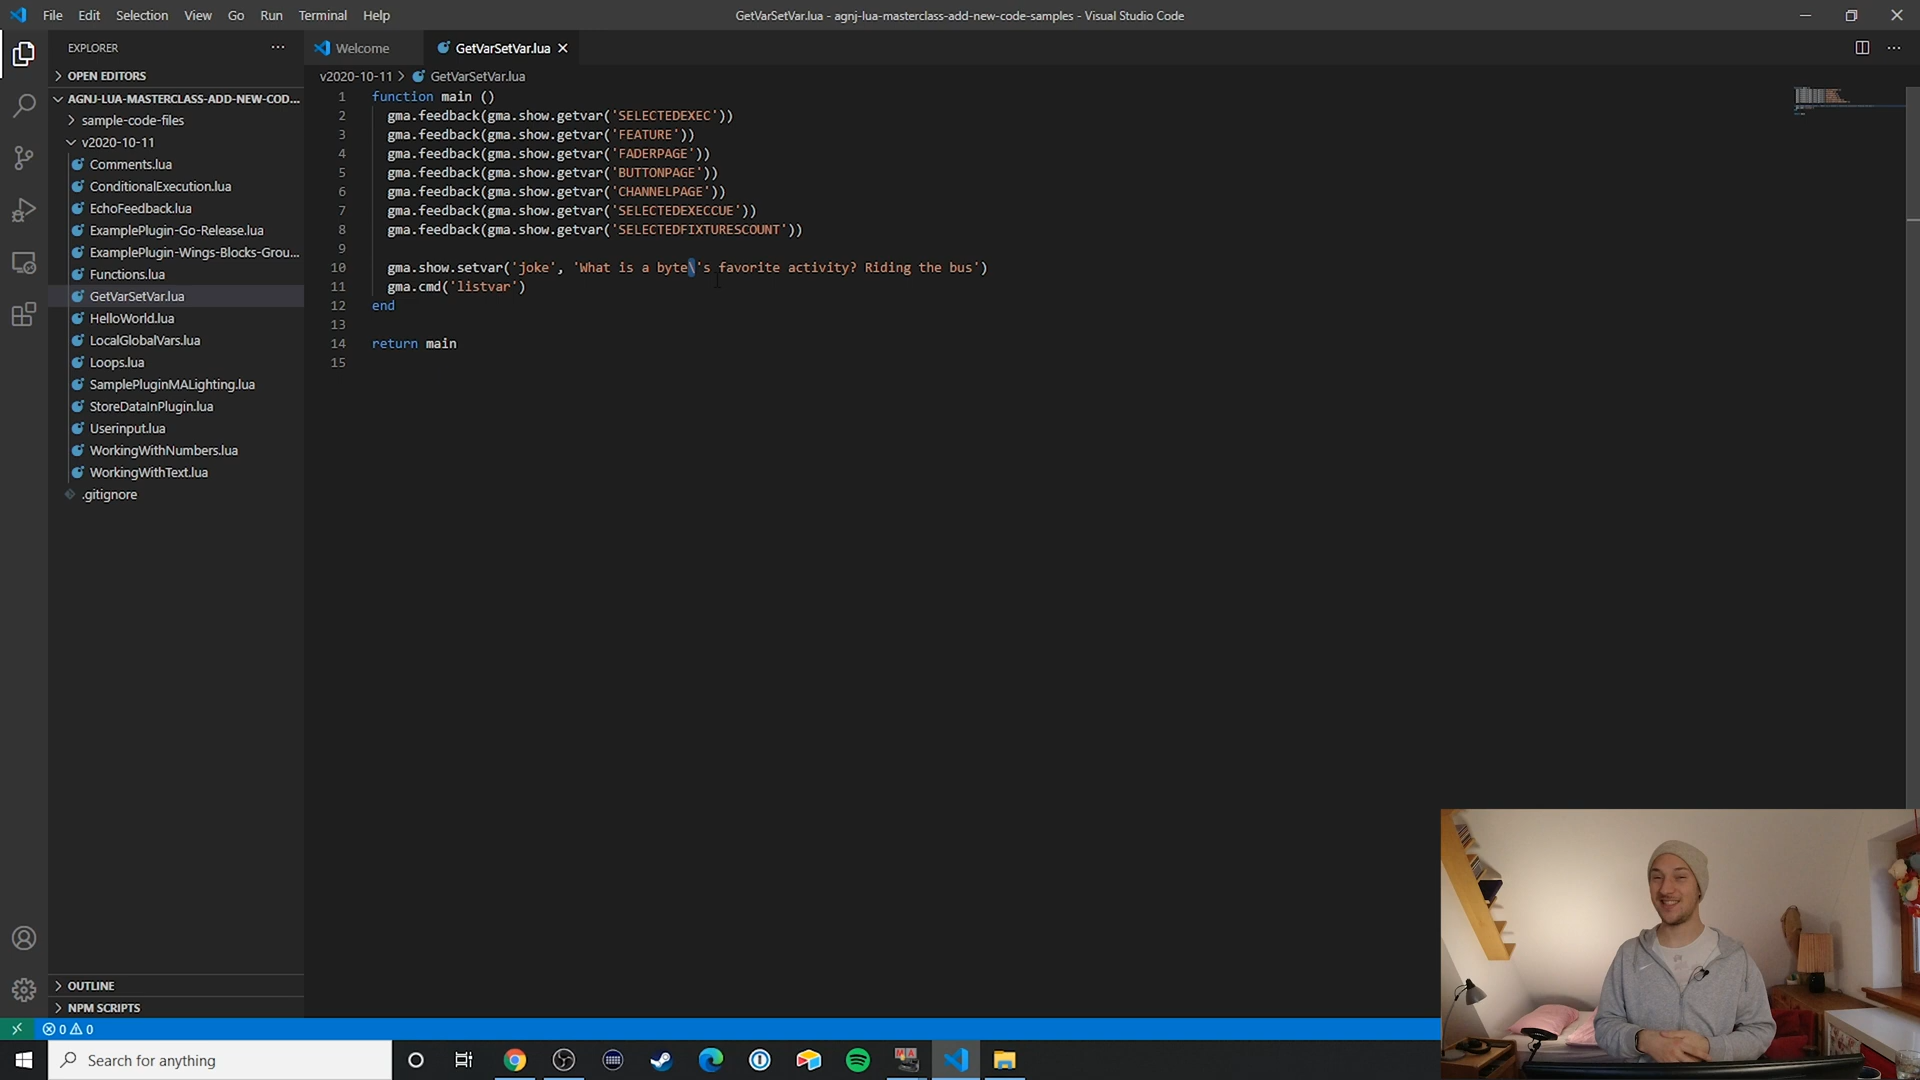 File Edit Selection View Go Run Terminal Help
GetVarSetVar.lua - agnj-lua-masterclass-add-new-code-samples - Visual Studio Code
EXPLORER
OPEN EDITORS
AGNJ-LUA-MASTERCLASS-ADD-NEW-COD...
sample-code-files
v2020-10-11
Comments.lua
ConditionalExecution.lua
EchoFeedback.lua
ExamplePlugin-Go-Release.lua
ExamplePlugin-Wings-Blocks-Grou...
Functions.lua
GetVarSetVar.lua
HelloWorld.lua
LocalGlobalVars.lua
Loops.lua
SamplePluginMALighting.lua
StoreDataInPlugin.lua
Userinput.lua
WorkingWithNumbers.lua
WorkingWithText.lua
.gitignore
OUTLINE
NPM SCRIPTS
Welcome
GetVarSetVar.lua
v2020-10-11 > GetVarSetVar.lua
1 function main ()
2 gma.feedback(gma.show.getvar('SELECTEDEXEC'))
3 gma.feedback(gma.show.getvar('FEATURE'))
4 gma.feedback(gma.show.getvar('FADERPAGE'))
5 gma.feedback(gma.show.getvar('BUTTONPAGE'))
6 gma.feedback(gma.show.getvar('CHANNELPAGE'))
7 gma.feedback(gma.show.getvar('SELECTEDEXECCUE'))
8 gma.feedback(gma.show.getvar('SELECTEDFIXTURESCOUNT'))
9
10 gma.show.setvar('joke', 'What is a byte\'s favorite activity? Riding the bus')
11 gma.cmd('listvar')
12 end
13
14 return main
15
0 0
Search for anything